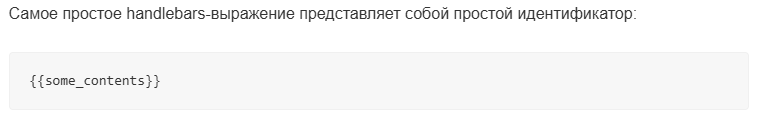 Самое простое handlebars-выражение представляет собой простой идентификатор:
{{some_contents}}